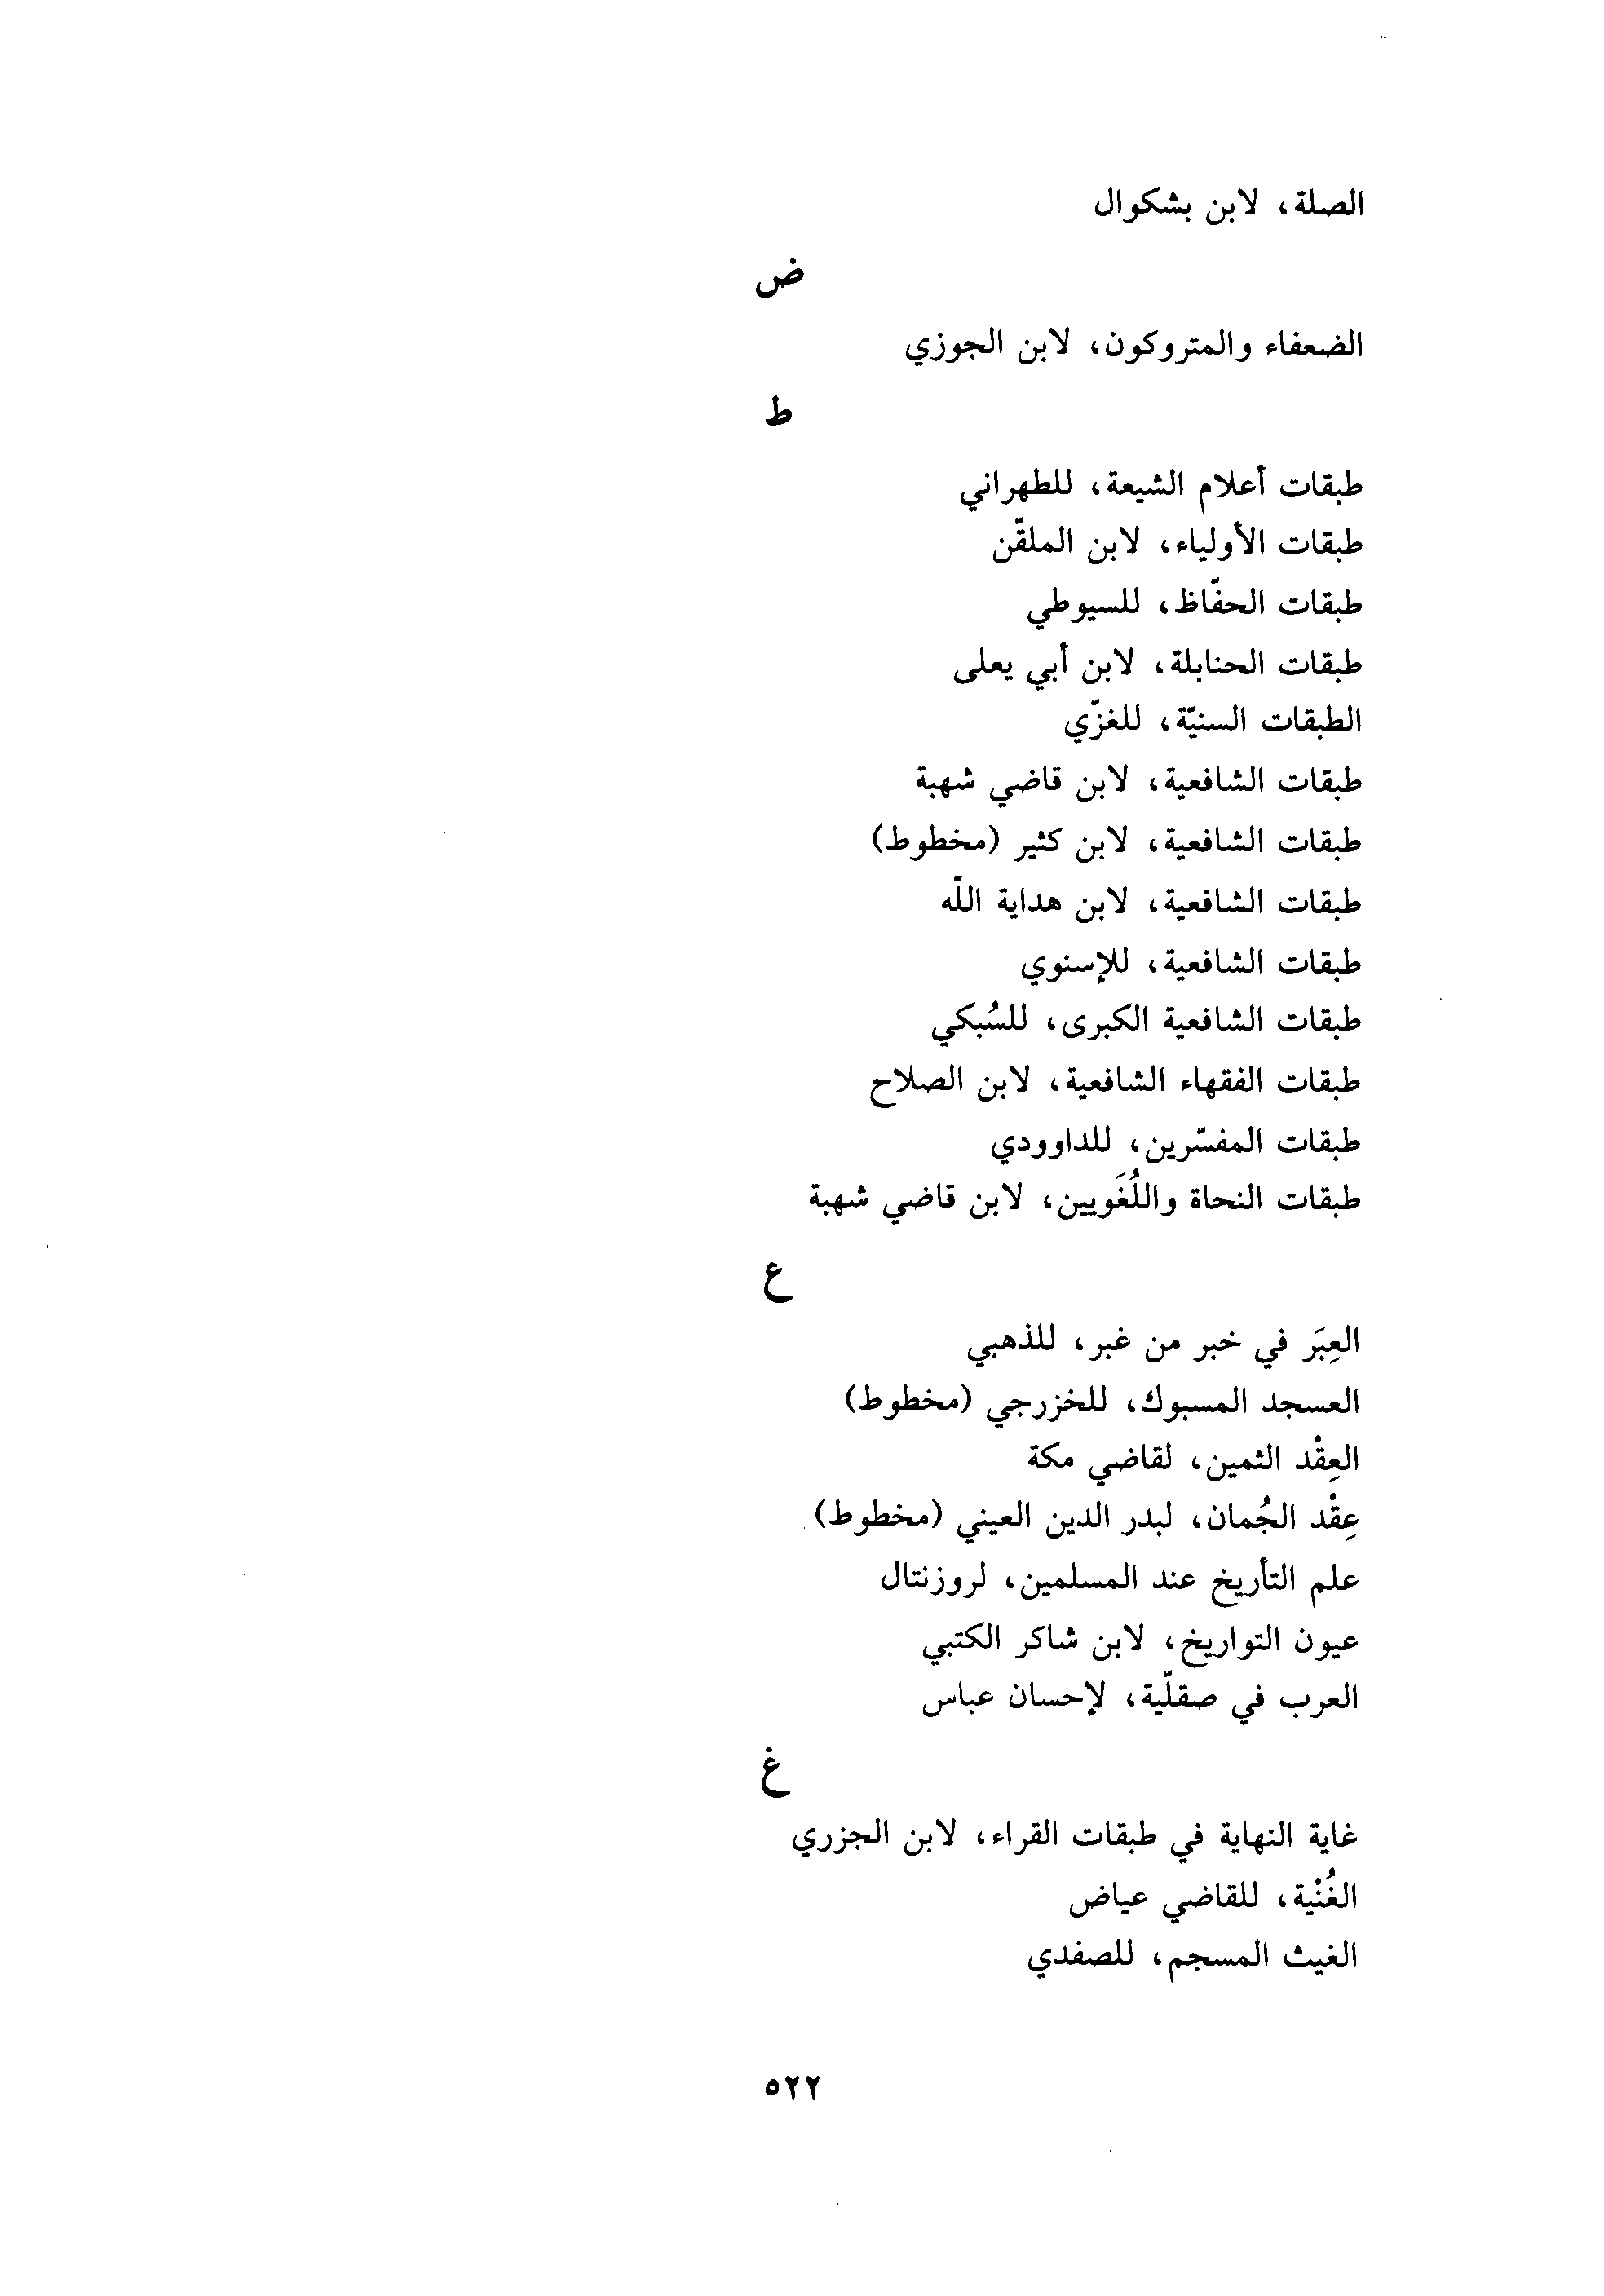 الصلة، لابن بشكوال
ض
الضعفاء والمتروكون، لابن الجوزي
ط
طبقات أعلام الشيعة، للطهراني
طبقات الأولياء، لابن الملقّن
طبقات الحفّاظ، للسيوطي
طبقات الحنابلة، لابن أبي يعلى
الطبقات السنيّة، للغزّي
طبقات الشافعية، لابن قاضي شهبة
طبقات الشافعية، لابن كثير (مخطوط)
طبقات الشافعية، لابن هداية اللّه
طبقات الشافعية، للإسنوي
طبقات الشافعية الكبرى، للسُبكي
طبقات الفقهاء الشافعية، لابن الصلاح
طبقات المفسّرين، للداوودي
طبقات النحاة واللُغَويين، لابن قاضي شهبة
ع
العِبَر في خبر من غبر، للذهبي
العسجد المسبوك، للخزرجي (مخطوط)
العِقْد الثمين، لقاضي مكة
عِقْد الجُمان، لبدر الدين العيني (مخطوط)
علم التأريخ عند المسلمين، لروزنتال
عيون التواريخ، لابن شاكر الكتبي
العرب في صقلّية، لإحسان عباس
غ
غاية النهاية في طبقات القراء، لابن الجزري
الغُنْية، للقاضي عياض
الغيث المسجم، للصفدي
٥٢٢